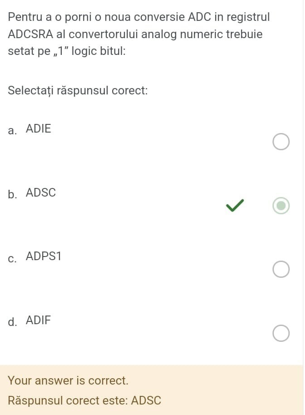 Pentru a o porni o noua conversie ADC in registrul
ADCSRA al convertorului analog numeric trebuie
setat pe „1” logic bitul:
Selectați răspunsul corect:
a. ADIE
b. ADSC
c. ADPS1
d. ADIF
Your answer is correct.
Răspunsul corect este: ADSC